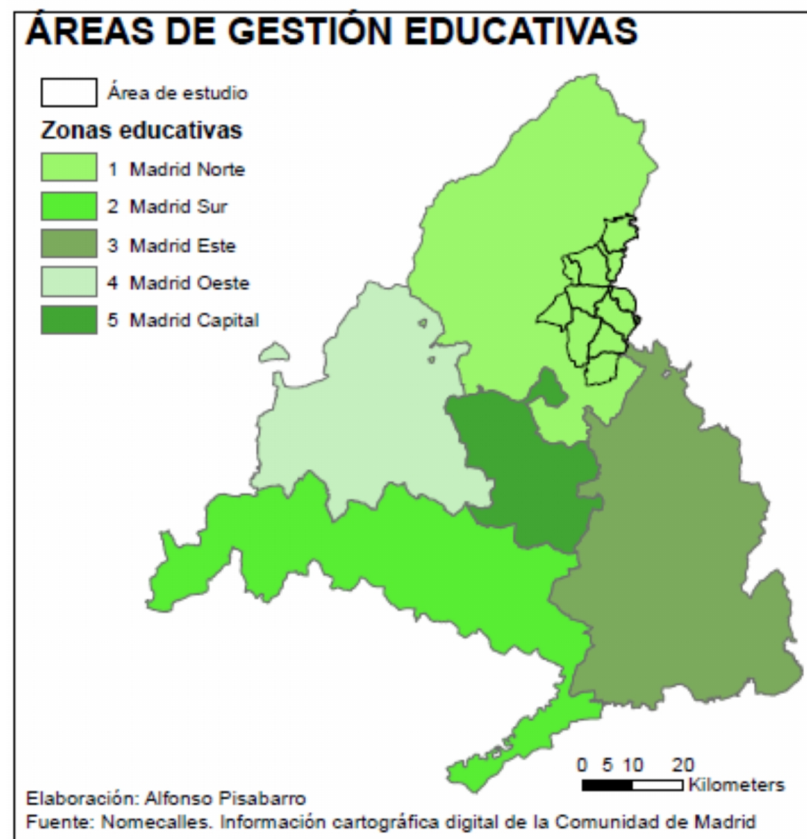 ÁREAS DE GESTIÓN EDUCATIVAS
Área de estudio
Zonas educativas
1 Madrid Norte
2 Madrid Sur
3 Madrid Este
4 Madrid Oeste
5 Madrid Capital
0 5 10 20
Kilometers
Elaboración: Alfonso Pisabarro
Fuente: Nomecalles. Información cartográfica digital de la Comunidad de Madrid